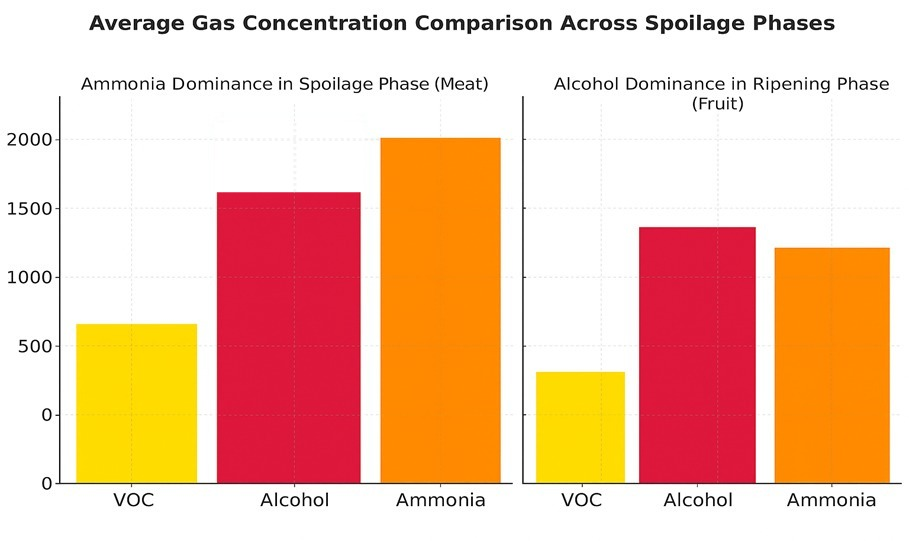 Average Gas Concentration Comparison Across Spoilage Phases
Ammonia Dominance in Spoilage Phase (Meat)
2000
1500
1000
500
0
0
VOC
Alcohol
Ammonia
Alcohol Dominance in Ripening Phase
(Fruit)
VOC
Alcohol
Ammonia